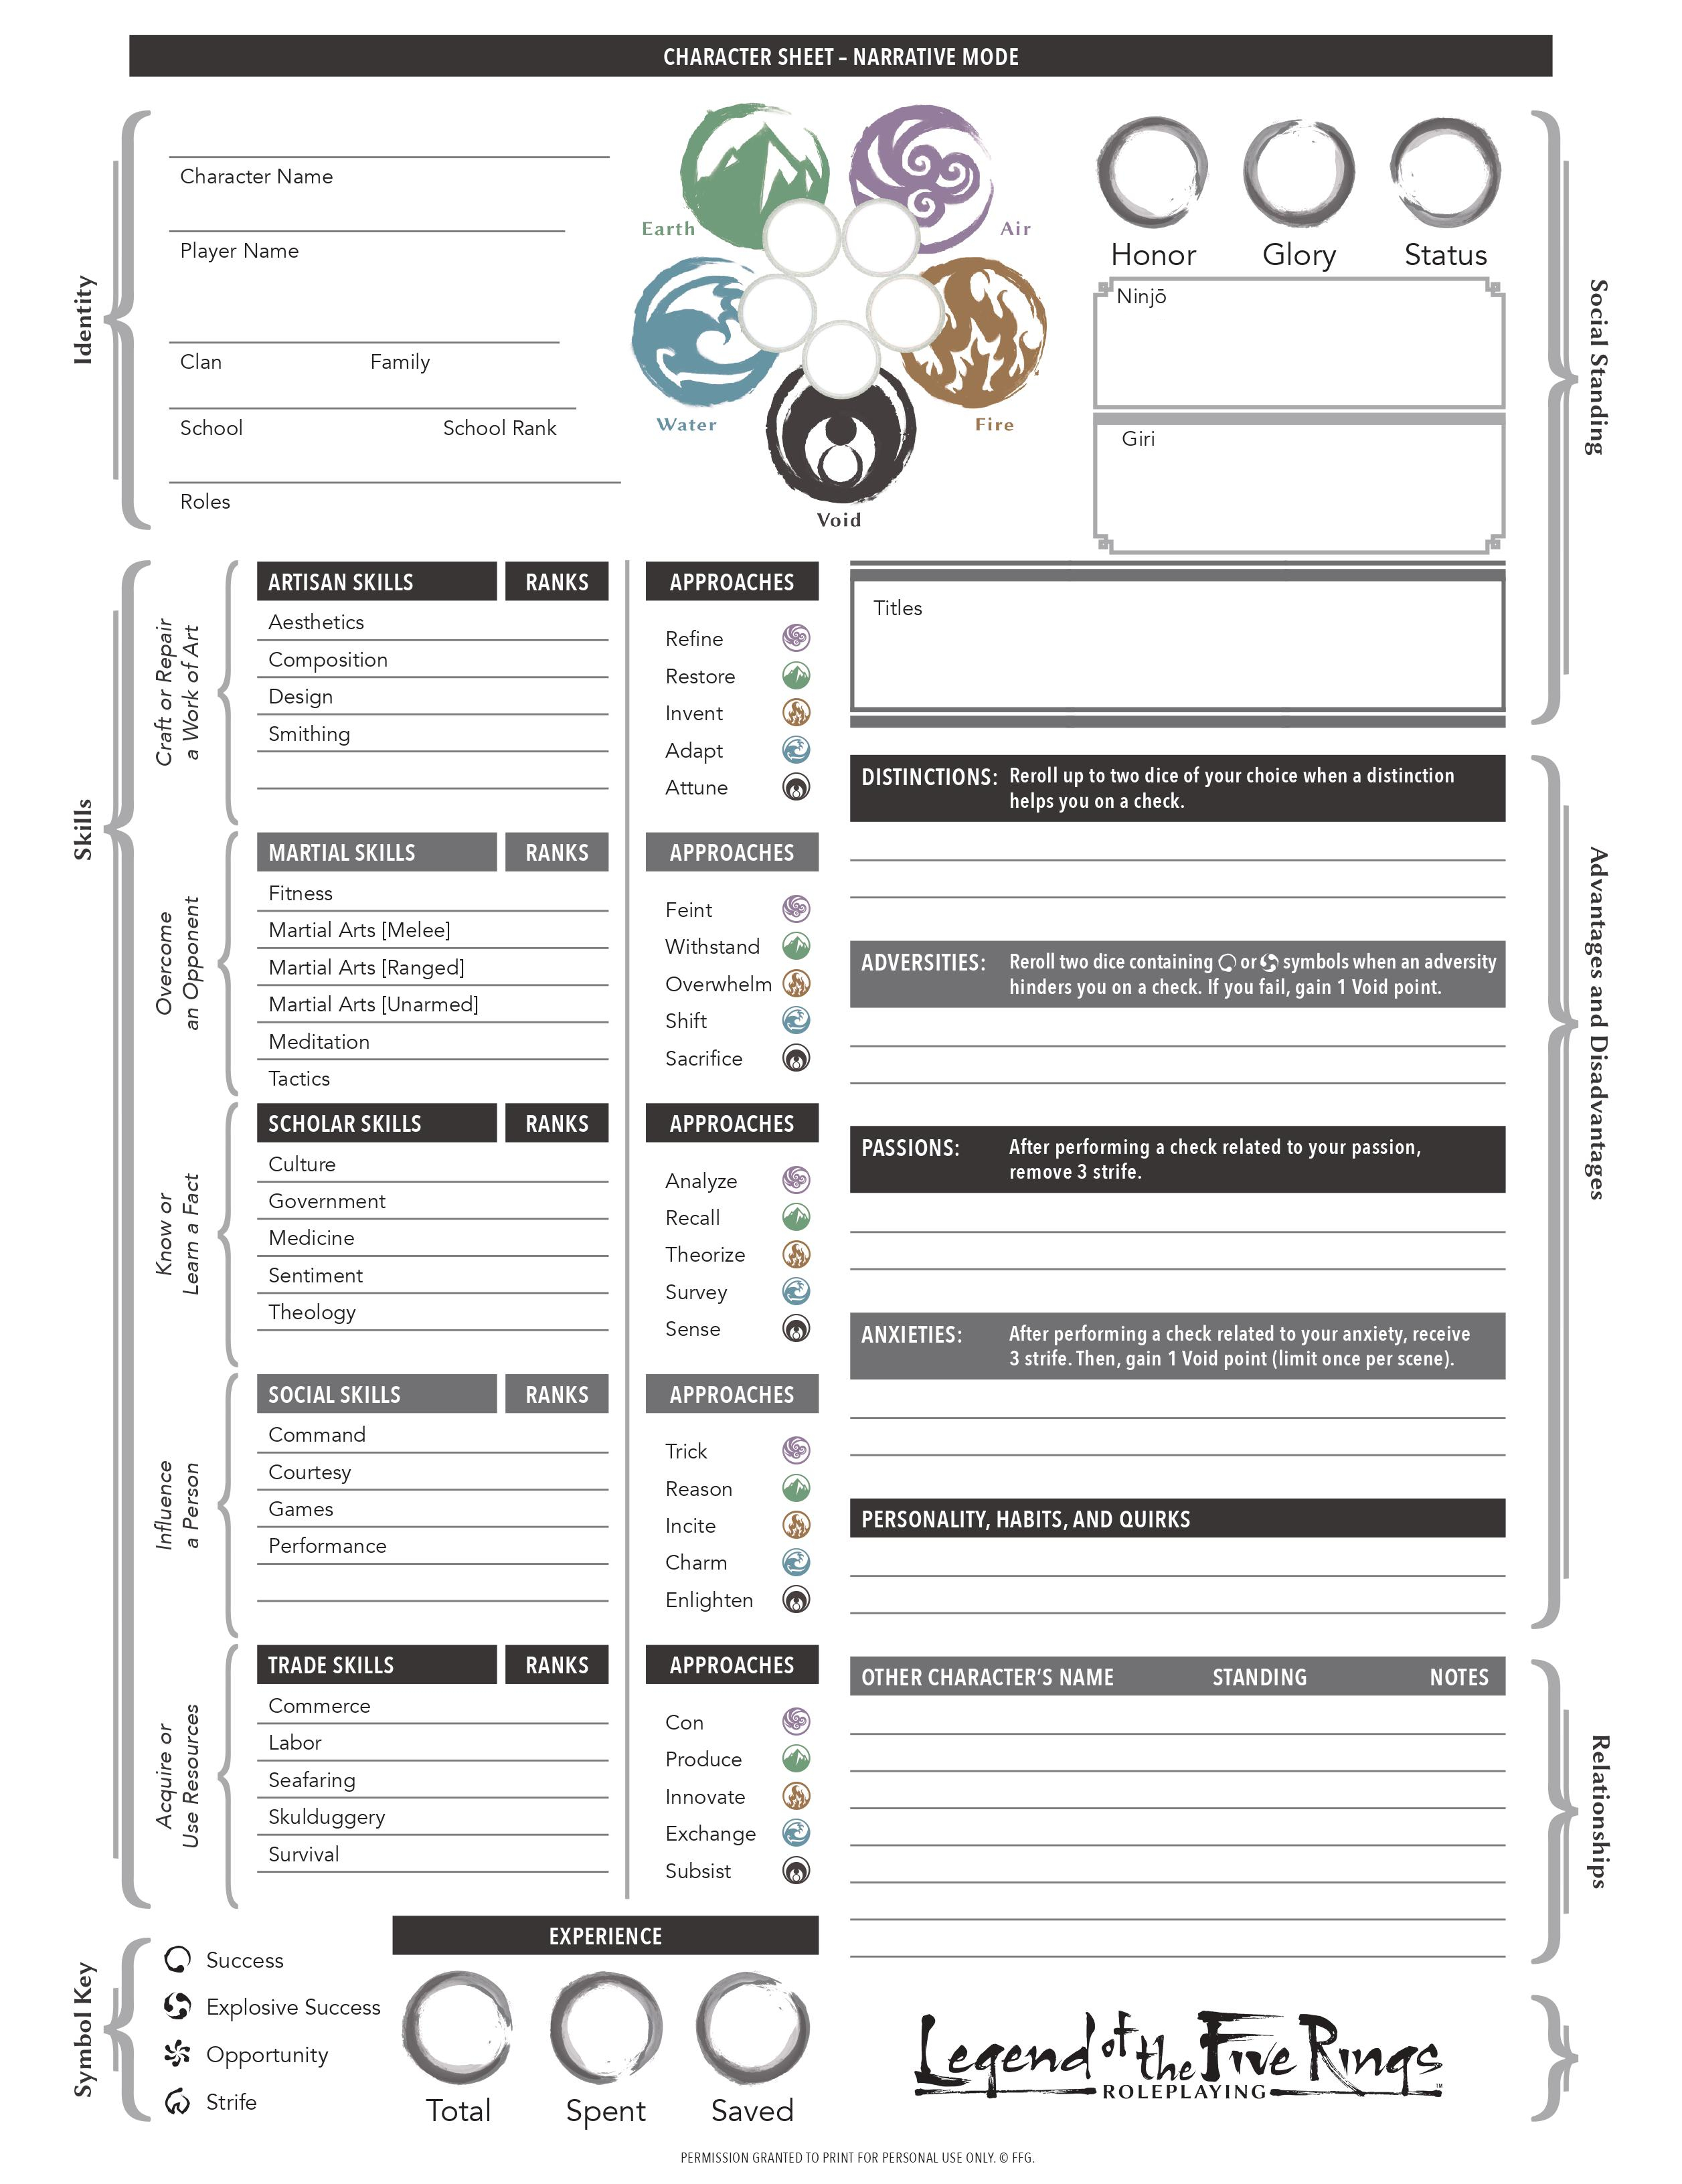 CHARACTER SHEET – NARRATIVE MODE
Identity
Character Name
Player Name
Clan Family
School School Rank
Roles
Earth
Air
Water
Fire
Void
Honor Glory Status
Ninjō
Giri
Social Standing
Titles
Skills
Craft or Repair
a Work of Art
ARTISAN SKILLS RANKS
Aesthetics
Composition
Design
Smithing
APPROACHES
Refine
Restore
Invent
Adapt
Attune
Overcome
an Opponent
MARTIAL SKILLS RANKS
Fitness
Martial Arts [Melee]
Martial Arts [Ranged]
Martial Arts [Unarmed]
Meditation
Tactics
APPROACHES
Feint
Withstand
Overwhelm
Shift
Sacrifice
Know or
Learn a Fact
SCHOLAR SKILLS RANKS
Culture
Government
Medicine
Sentiment
Theology
APPROACHES
Analyze
Recall
Theorize
Survey
Sense
Influence
a Person
SOCIAL SKILLS RANKS
Command
Courtesy
Games
Performance
APPROACHES
Trick
Reason
Incite
Charm
Enlighten
Acquire or
Use Resources
TRADE SKILLS RANKS
Commerce
Labor
Seafaring
Skulduggery
Survival
APPROACHES
Con
Produce
Innovate
Exchange
Subsist
DISTINCTIONS: Reroll up to two dice of your choice when a distinction
helps you on a check.
ADVERSITIES: Reroll two dice containing or symbols when an adversity
hinders you on a check. If you fail, gain 1 Void point.
PASSIONS: After performing a check related to your passion,
remove 3 strife.
ANXIETIES: After performing a check related to your anxiety, receive
3 strife. Then, gain 1 Void point (limit once per scene).
PERSONALITY, HABITS, AND QUIRKS
Advantages and Disadvantages
OTHER CHARACTER'S NAME STANDING NOTES
Relationships
Symbol Key
Success
Explosive Success
Opportunity
Strife
EXPERIENCE
Total Spent Saved
Legend of the Five Rings
ROLEPLAYING
™
PERMISSION GRANTED TO PRINT FOR PERSONAL USE ONLY. © FFG.